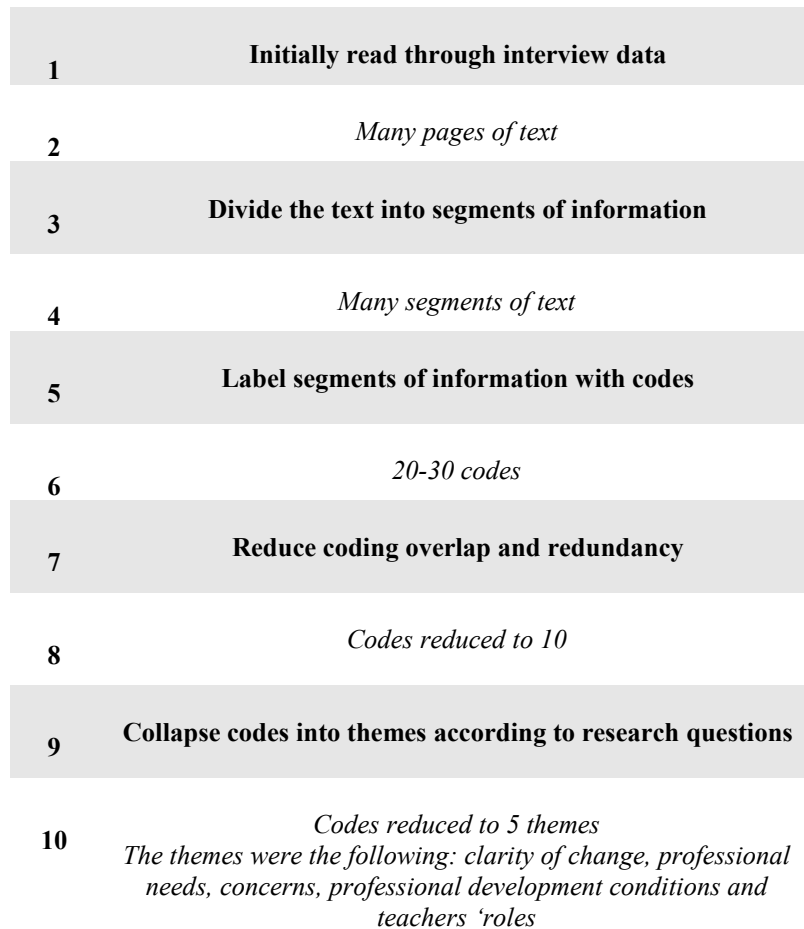 1 Initially read through interview data
2 Many pages of text
3 Divide the text into segments of information
4 Many segments of text
5 Label segments of information with codes
6 20-30 codes
7 Reduce coding overlap and redundancy
8 Codes reduced to 10
9 Collapse codes into themes according to research questions
10 Codes reduced to 5 themes
The themes were the following: clarity of change, professional
needs, concerns, professional development conditions and
teachers ‘roles